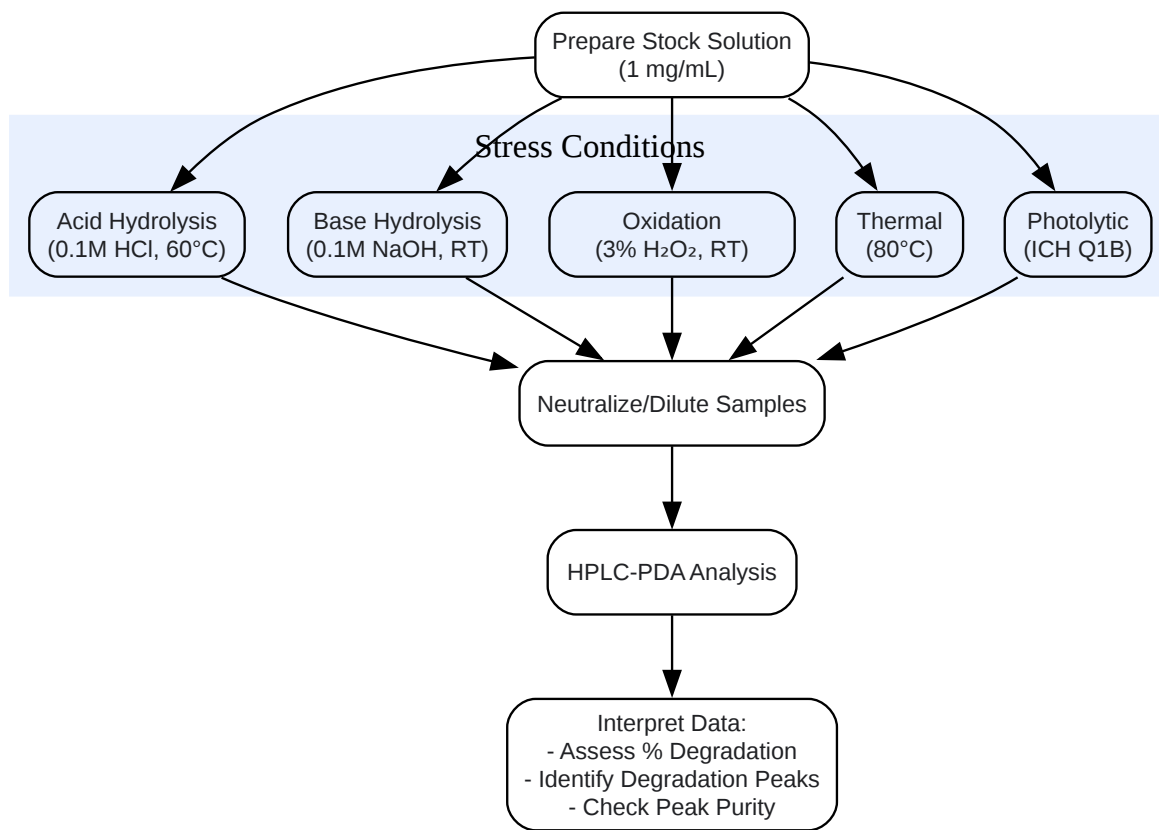 Prepare Stock Solution
(1 mg/mL)
Stress Conditions
Acid Hydrolysis
(0.1M HCl, 60°C)
Base Hydrolysis
(0.1M NaOH, RT)
Oxidation
(3% H₂O₂, RT)
Thermal
(80°C)
Photolytic
(ICH Q1B)
Neutralize/Dilute Samples
HPLC-PDA Analysis
Interpret Data:
- Assess % Degradation
- Identify Degradation Peaks
- Check Peak Purity